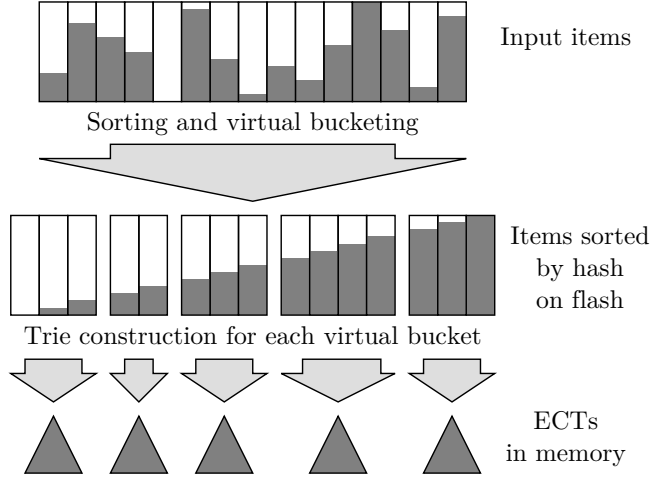 Input items
Sorting and virtual bucketing
Items sorted
by hash
on flash
Trie construction for each virtual bucket
ECTs
in memory